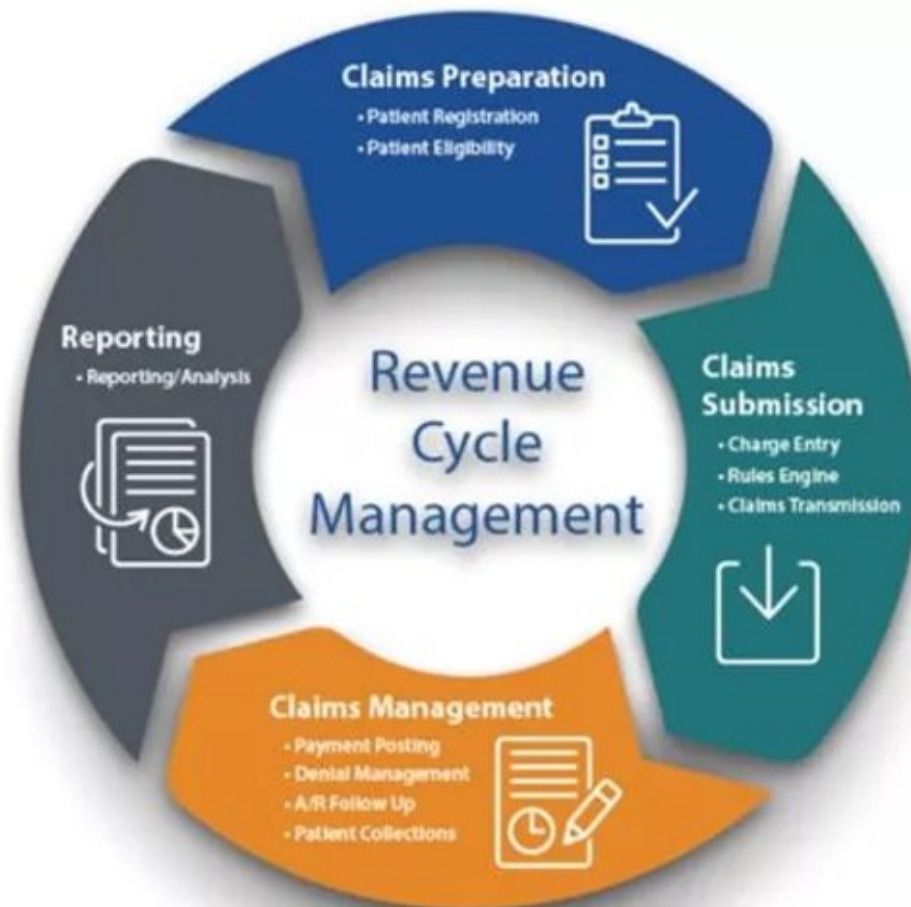 Claims Preparation
• Patient Registration
• Patient Eligibility
Claims
Submission
• Charge Entry
• Rules Engine
• Claims Transmission
Claims Management
• Payment Posting
• Denial Management
• A/R Follow Up
• Patient Collections
Reporting
• Reporting/Analysis
Revenue
Cycle
Management